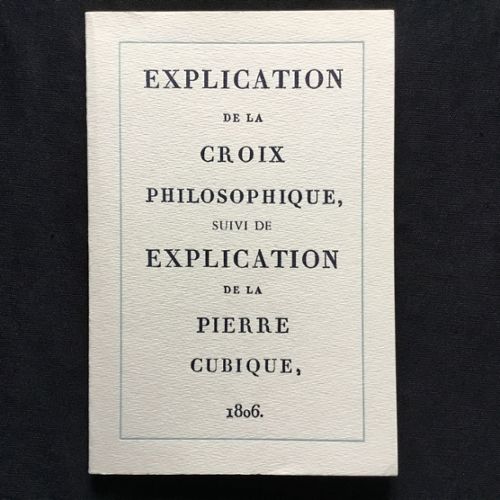 EXPLICATION
DE LA
CROIX
PHILOSOPHIQUE,
SUIVI DE
EXPLICATION
DE LA
PIERRE
CUBIQUE,
1806.